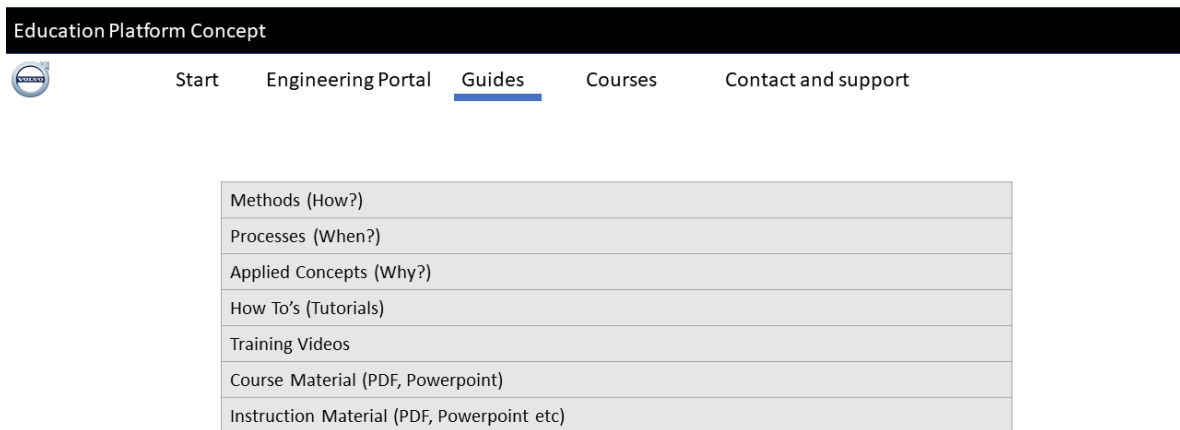 Education Platform Concept
VOLVO
Start Engineering Portal Guides Courses Contact and support
Methods (How?)
Processes (When?)
Applied Concepts (Why?)
How To’s (Tutorials)
Training Videos
Course Material (PDF, Powerpoint)
Instruction Material (PDF, Powerpoint etc)